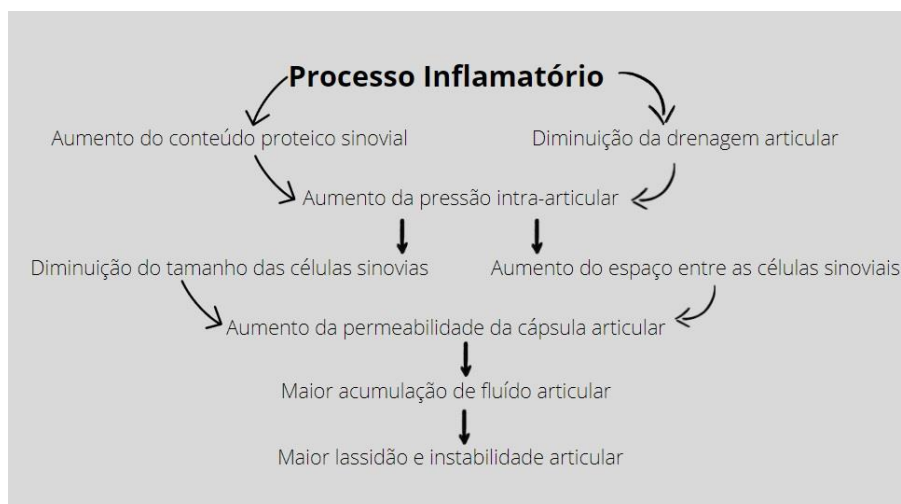 Processo Inflamatório
Aumento do conteúdo proteico sinovial
Diminuição da drenagem articular
Aumento da pressão intra-articular
Diminuição do tamanho das células sinovias
Aumento do espaço entre as células sinoviais
Aumento da permeabilidade da cápsula articular
Maior acumulação de fluído articular
Maior lassidão e instabilidade articular